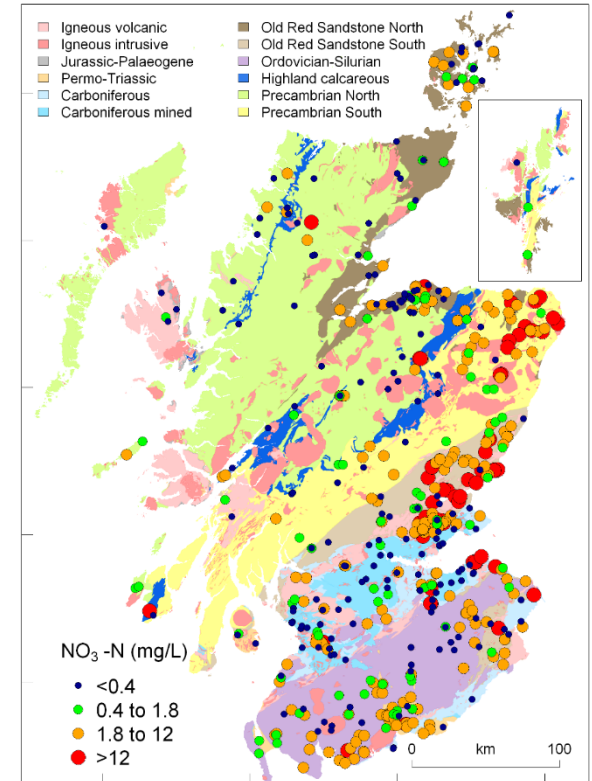 Igneous volcanic
Igneous intrusive
Jurassic-Palaeogene
Permo-Triassic
Carboniferous
Carboniferous mined
Old Red Sandstone North
Old Red Sandstone South
Ordovician-Silurian
Highland calcareous
Precambrian North
Precambrian South
NO₃ -N (mg/L)
<0.4
0.4 to 1.8
1.8 to 12
>12
0 km 100